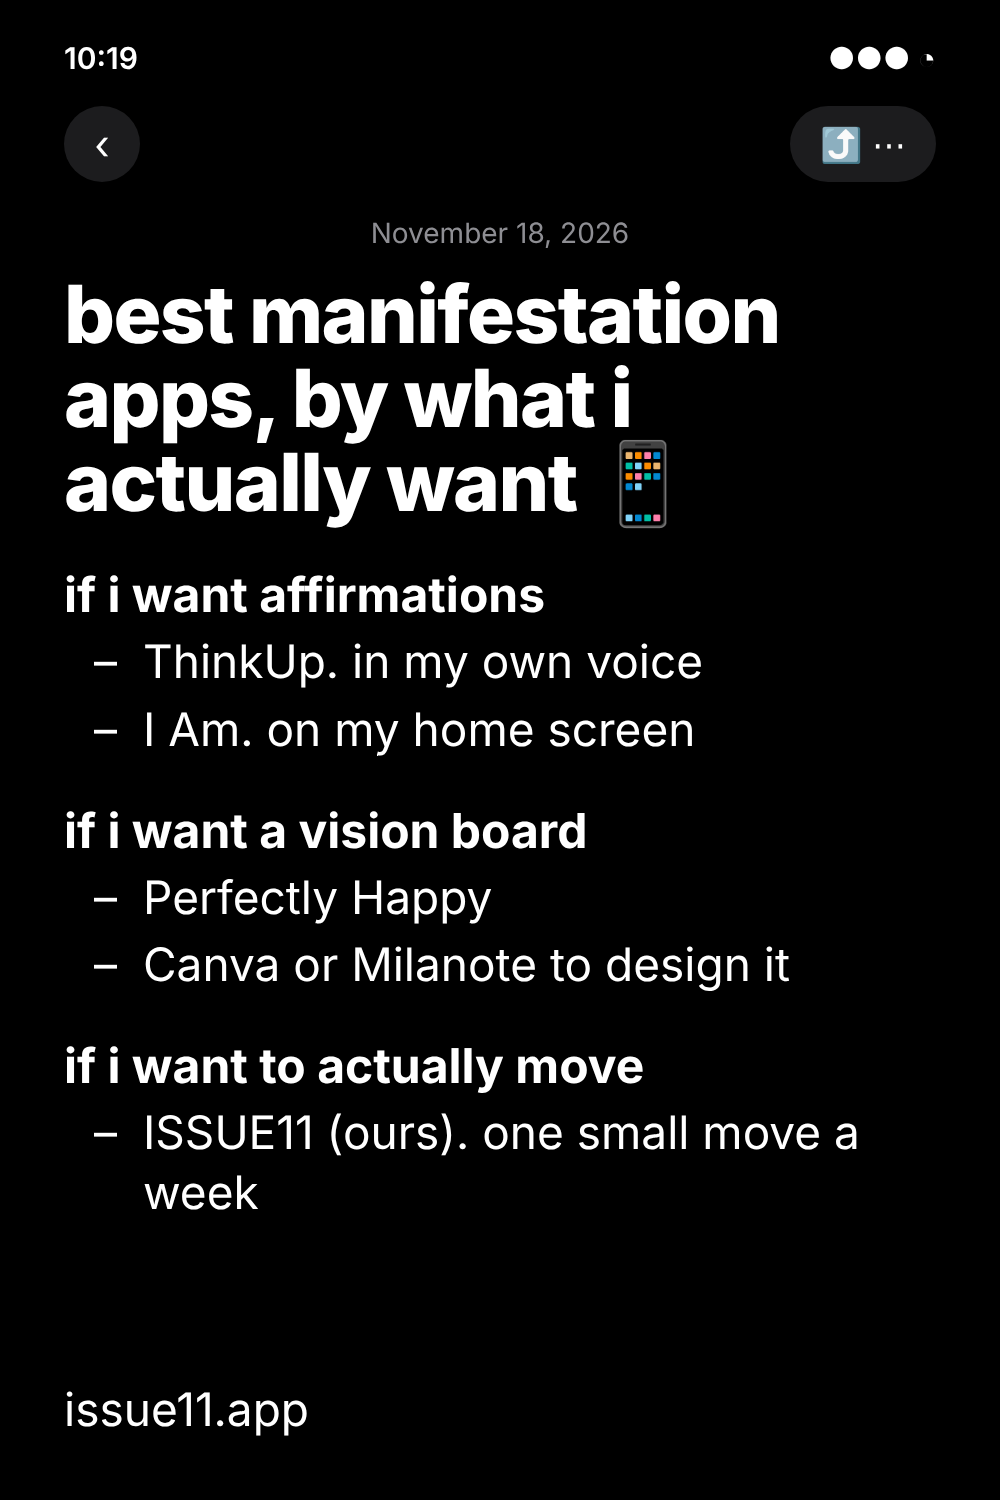 10:19
‹
⤴️ ···
November 18, 2026
best manifestation
apps, by what i
actually want 📱
if i want affirmations
– ThinkUp. in my own voice
– I Am. on my home screen
if i want a vision board
– Perfectly Happy
– Canva or Milanote to design it
if i want to actually move
– ISSUE11 (ours). one small move a
week
issue11.app